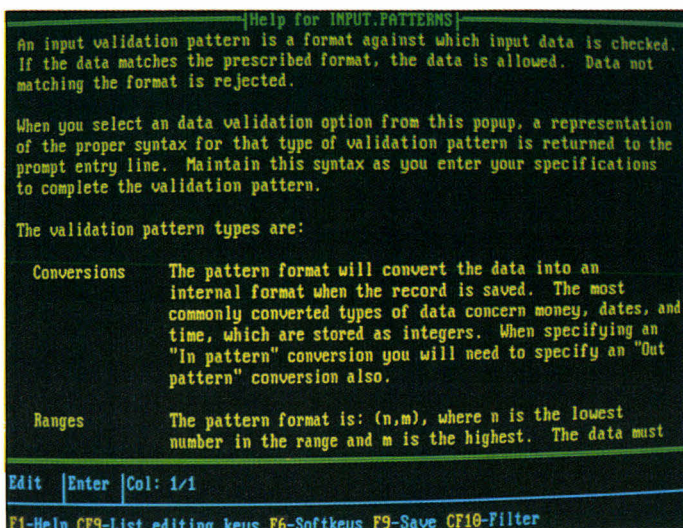 Help for INPUT.PATTERNS
An input validation pattern is a format against which input data is checked.
If the data matches the prescribed format, the data is allowed. Data not
matching the format is rejected.
When you select an data validation option from this popup, a representation
of the proper syntax for that type of validation pattern is returned to the
prompt entry line. Maintain this syntax as you enter your specifications
to complete the validation pattern.
The validation pattern types are:
Conversions The pattern format will convert the data into an
internal format when the record is saved. The most
commonly converted types of data concern money, dates, and
time, which are stored as integers. When specifying an
"In pattern" conversion you will need to specify an "Out
pattern" conversion also.
Ranges The pattern format is: (n,m), where n is the lowest
number in the range and m is the highest. The data must
Edit |Enter |Col: 1/1
F1-Help CF9-List editing keys F6-Softkeys F9-Save CF10-Filter